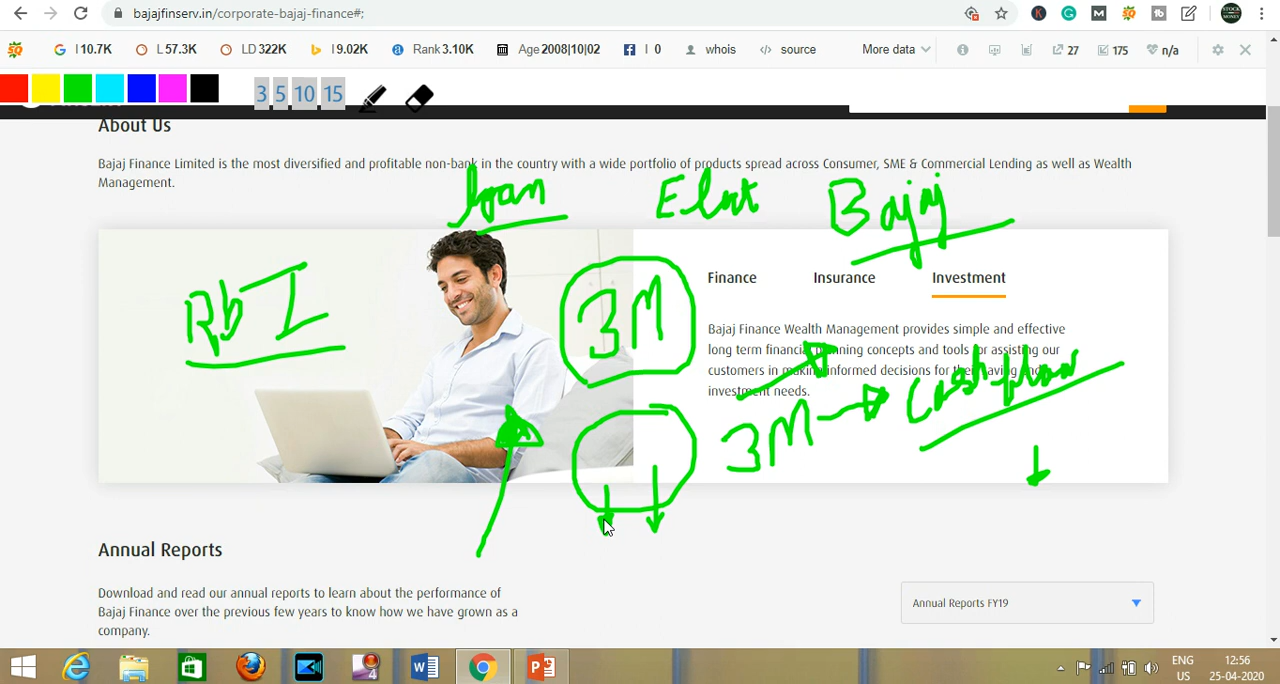 bajajfinserv.in/corporate-bajaj-finance#;
I 10.7K L 57.3K LD 322K I 9.02K Rank 3.10K Age 2008|10|02 I 0 whois source More data 27 175 n/a
3 5 10 15
About Us
Bajaj Finance Limited is the most diversified and profitable non-bank in the country with a wide portfolio of products spread across Consumer, SME & Commercial Lending as well as Wealth
Management.
loan Bajaj
RbI
3M
Finance Insurance Investment
Bajaj Finance Wealth Management provides simple and effective
long term financial planning concepts and tools for assisting our
customers in making informed decisions for their saving and
investment needs.
3M Cashflow
Annual Reports
Download and read our annual reports to learn about the performance of
Bajaj Finance over the previous few years to know how we have grown as a
company.
Annual Reports FY19
ENG 12:56
US 25-04-2020